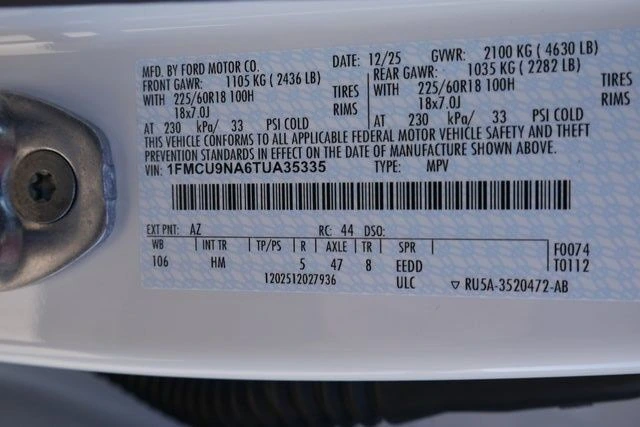 MFD. BY FORD MOTOR CO. 12/25 GVWR: 2100 KG ( 4630 LB)
FRONT GAWR: 1105 KG ( 2436 LB) REAR GAWR: 1035 KG ( 2282 LB)
WITH 225/60R18 100H TIRES WITH 225/60R18 100H TIRES
18x7.0J RIMS 18x7.0J RIMS
AT 230 kPa/ 33 PSI COLD AT 230 kPa/ 33 PSI COLD
THIS VEHICLE CONFORMS TO ALL APPLICABLE FEDERAL MOTOR VEHICLE SAFETY AND THEFT
PREVENTION STANDARDS IN EFFECT ON THE DATE OF MANUFACTURE SHOWN ABOVE.
VIN: 1FMCU9NA6TUA35335 TYPE: MPV
EXT PNT: AZ RC: 44 DSO:
WB INT TR TP/PS R AXLE TR SPR F0074
106 HM 5 47 8 EEDD T0112
1202512027936 ULC ▽ RU5A-3520472-AB